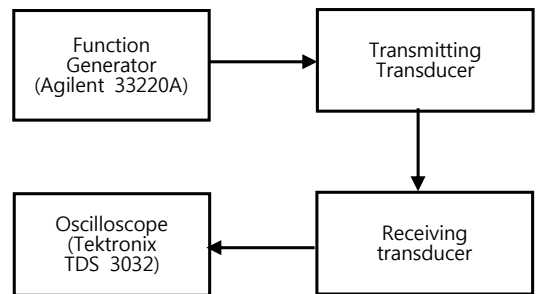 Function
Generator
(Agilent 33220A)
Transmitting
Transducer
Oscilloscope
(Tektronix
TDS 3032)
Receiving
transducer